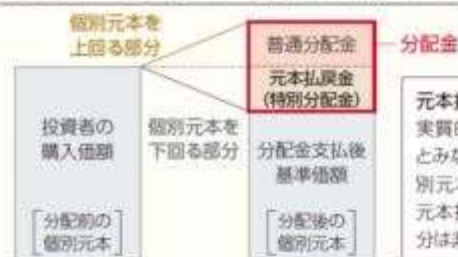 個別元本を
上回る部分
普通分配金
分配金
元本払戻金
(特別分配金)
投資者の
購入価額
個別元本を
下回る部分
分配金支払後
基準価額
[分配前の
個別元本]
[分配後の
個別元本]
元本払
実質的
とみな
別元本
元本払
分は非